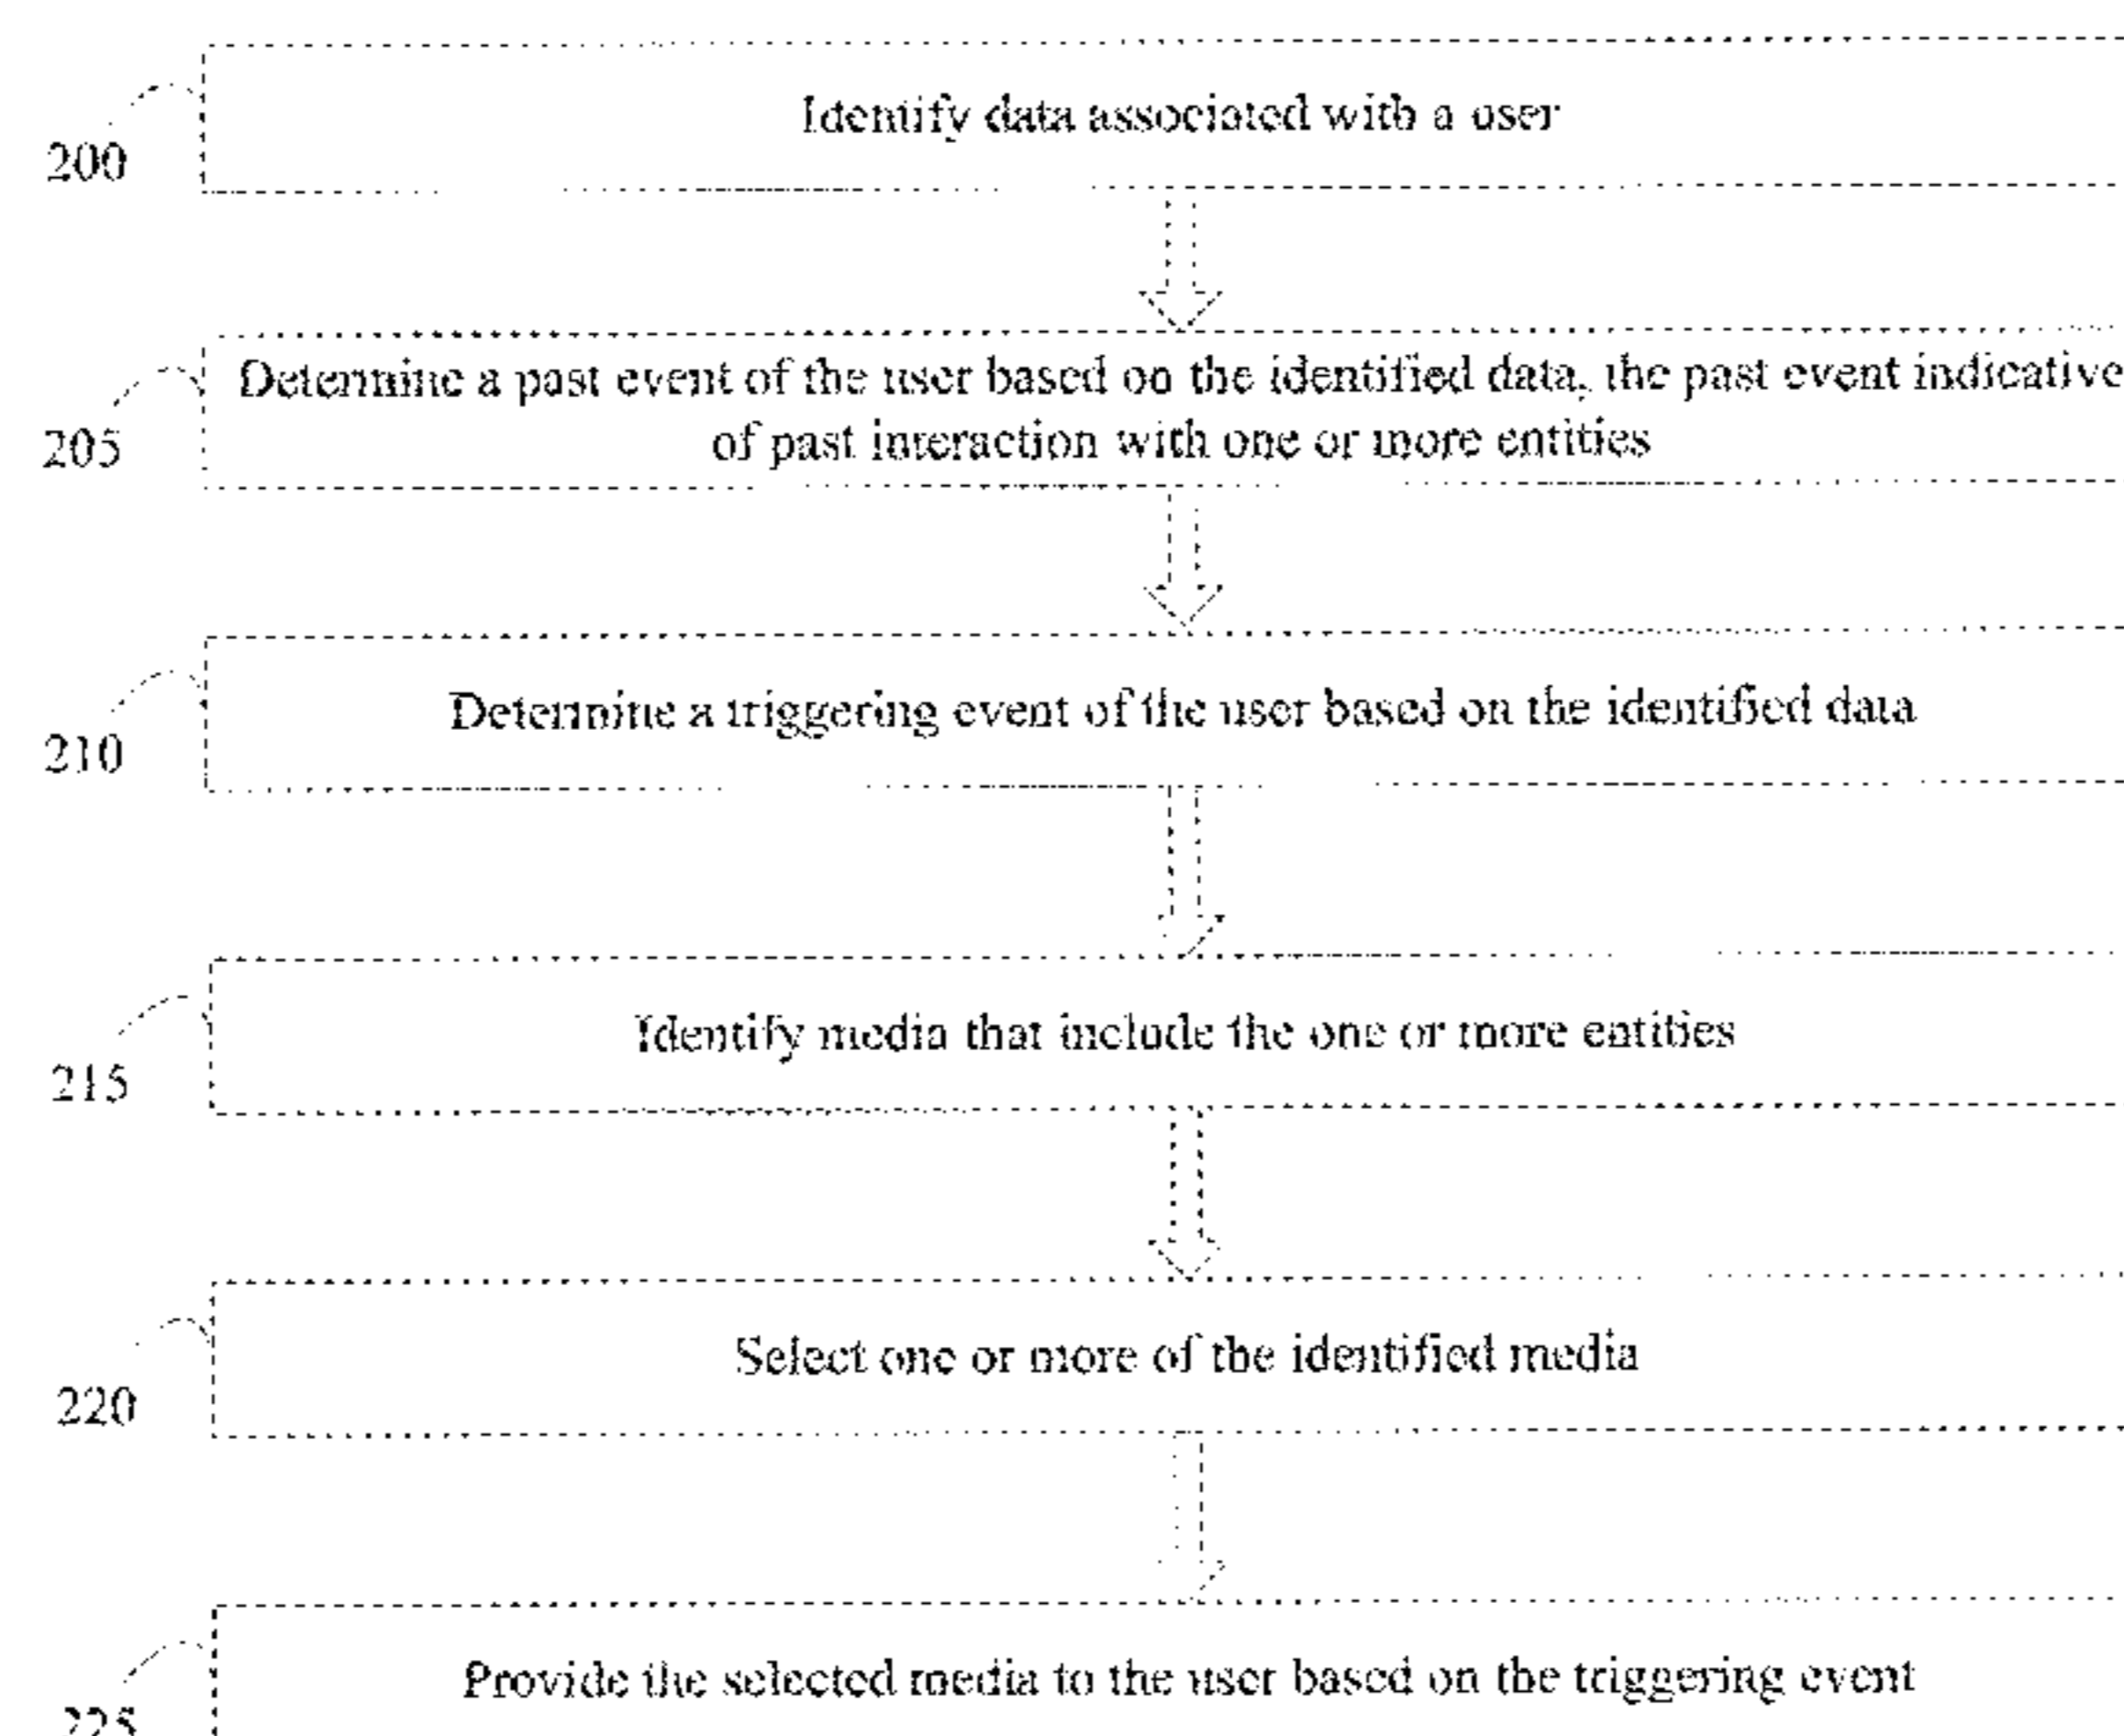 Identify data associated with a user
200
Determine a past event of the user based on the identified data, the past event indicative
of past interaction with one or more entities
205
Determine a triggering event of the user based on the identified data
210
Identify media that include the one or more entities
215
Select one or more of the identified media
220
Provide the selected media to the user based on the triggering event
225